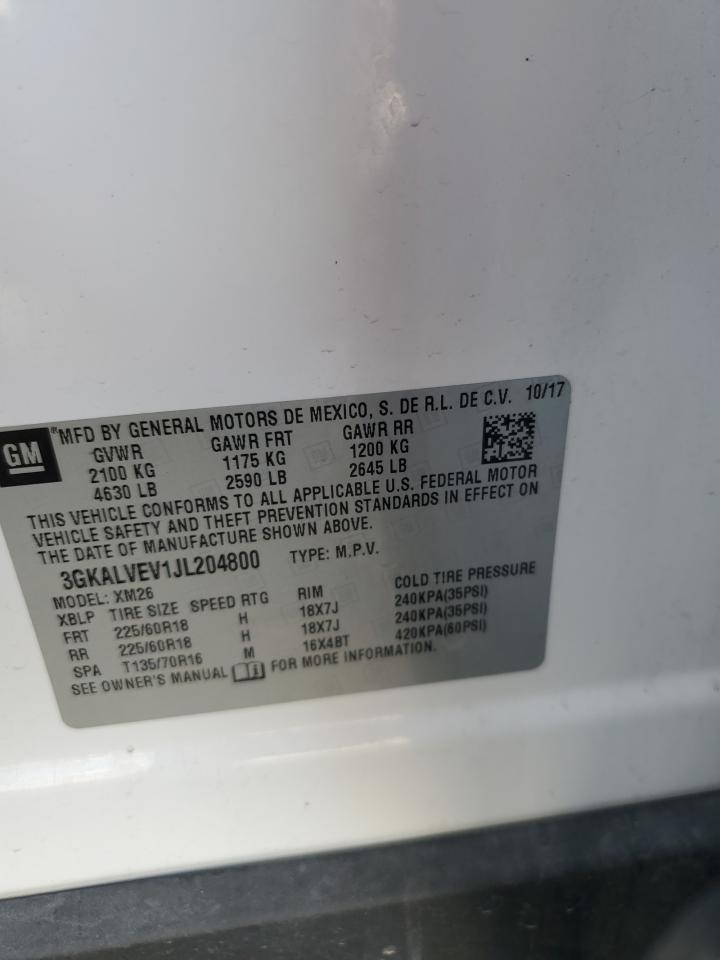 GM
®MFD BY GENERAL MOTORS DE MEXICO, S. DE R.L. DE C.V. 10/17
GVWR GAWR FRT GAWR RR
2100 KG 1175 KG 1200 KG
4630 LB 2590 LB 2645 LB
THIS VEHICLE CONFORMS TO ALL APPLICABLE U.S. FEDERAL MOTOR
VEHICLE SAFETY AND THEFT PREVENTION STANDARDS IN EFFECT ON
THE DATE OF MANUFACTURE SHOWN ABOVE.
3GKALVEV1JL204800 TYPE: M.P.V.
MODEL: XM26
XBLP TIRE SIZE SPEED RTG RIM COLD TIRE PRESSURE
FRT 225/60R18 H 18X7J 240KPA(35PSI)
RR 225/60R18 H 18X7J 240KPA(35PSI)
SPA T135/70R16 M 16X4BT 420KPA(60PSI)
SEE OWNER'S MANUAL FOR MORE INFORMATION.